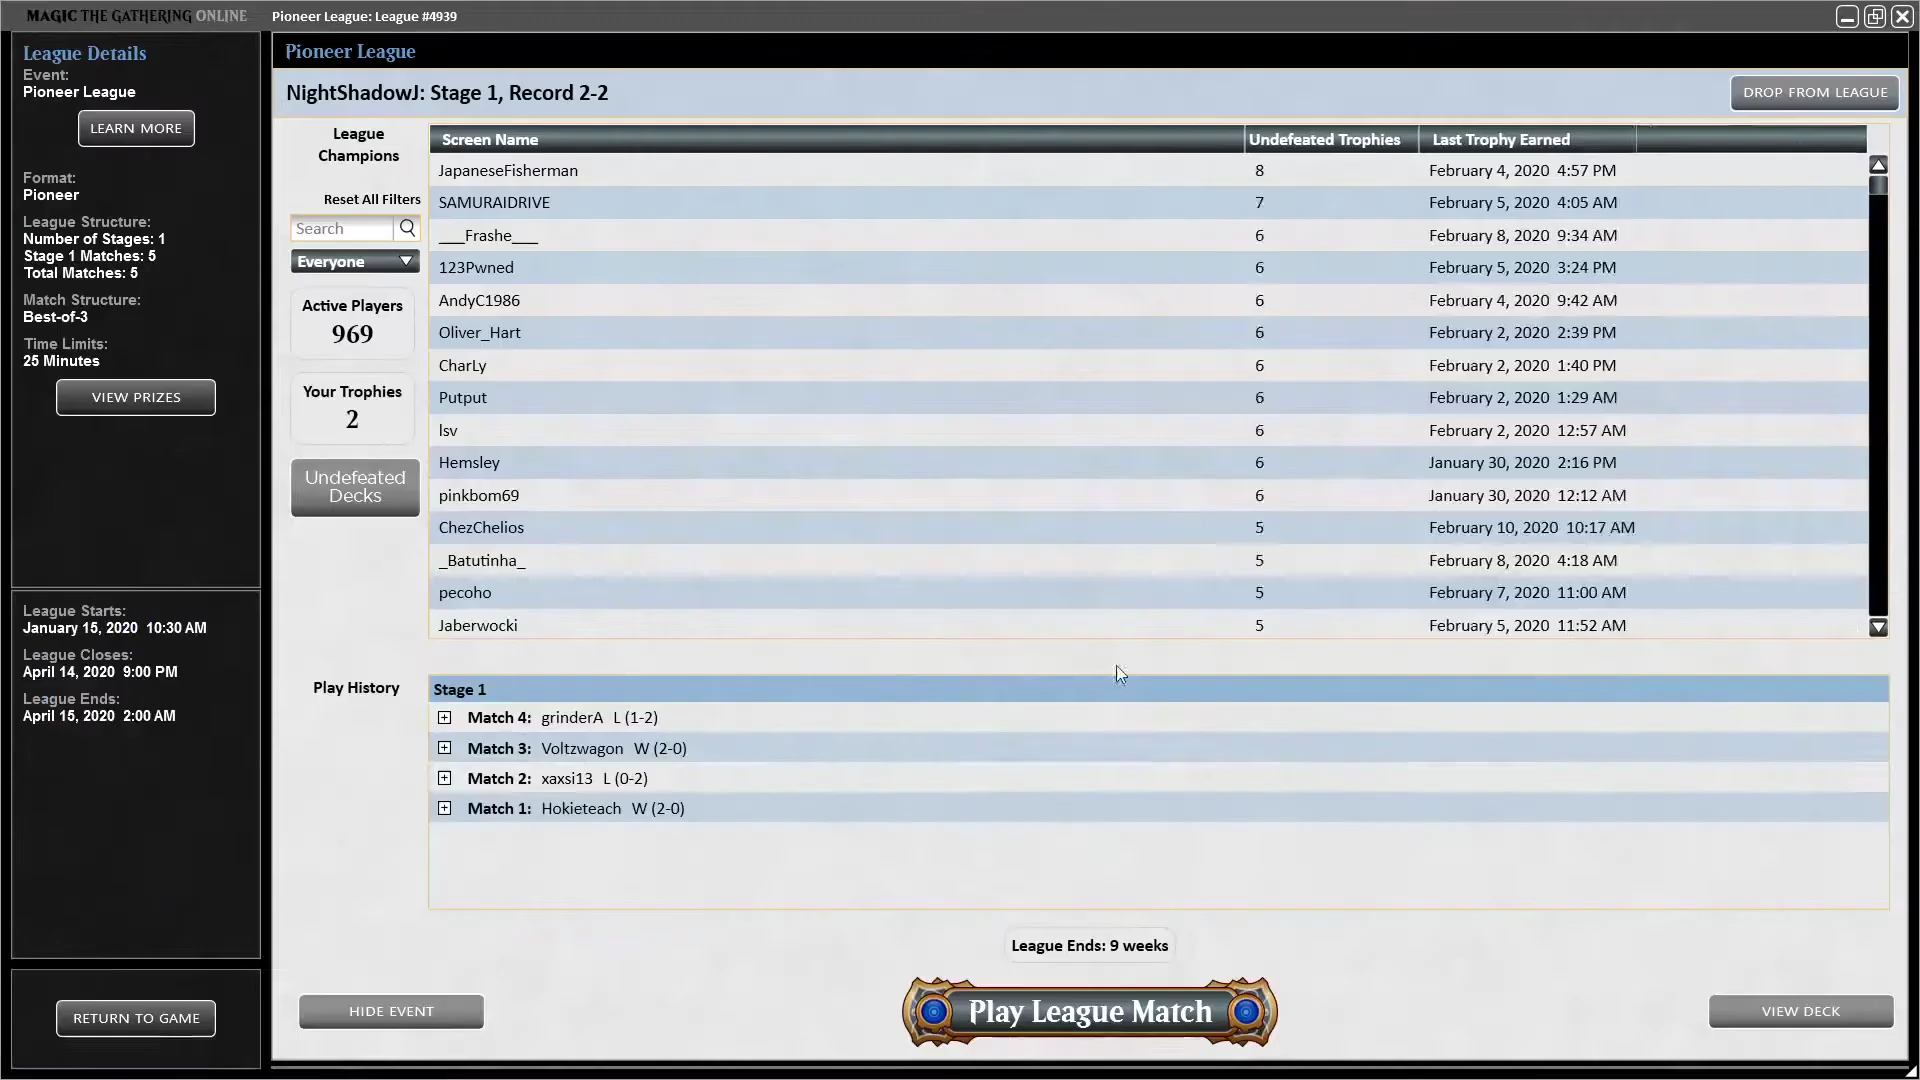 MAGIC THE GATHERING ONLINE
Pioneer League: League #4939
League Details
Event:
Pioneer League
LEARN MORE
Format:
Pioneer
League Structure:
Number of Stages: 1
Stage 1 Matches: 5
Total Matches: 5
Match Structure:
Best-of-3
Time Limits:
25 Minutes
VIEW PRIZES
League Starts:
January 15, 2020 10:30 AM
League Closes:
April 14, 2020 9:00 PM
League Ends:
April 15, 2020 2:00 AM
RETURN TO GAME
Pioneer League
NightShadowJ: Stage 1, Record 2-2
DROP FROM LEAGUE
League
Champions
Reset All Filters
Search
Everyone
Active Players
969
Your Trophies
2
Undefeated
Decks
Screen Name Undefeated Trophies Last Trophy Earned
JapaneseFisherman 8 February 4, 2020 4:57 PM
SAMURAIDRIVE 7 February 5, 2020 4:05 AM
___Frashe___ 6 February 8, 2020 9:34 AM
123Pwned 6 February 5, 2020 3:24 PM
AndyC1986 6 February 4, 2020 9:42 AM
Oliver_Hart 6 February 2, 2020 2:39 PM
CharLy 6 February 2, 2020 1:40 PM
Putput 6 February 2, 2020 1:29 AM
lsv 6 February 2, 2020 12:57 AM
Hemsley 6 January 30, 2020 2:16 PM
pinkbom69 6 January 30, 2020 12:12 AM
ChezChelios 5 February 10, 2020 10:17 AM
_Batutinha_ 5 February 8, 2020 4:18 AM
pecoho 5 February 7, 2020 11:00 AM
Jaberwocki 5 February 5, 2020 11:52 AM
Play History
Stage 1
Match 4: grinderA L (1-2)
Match 3: Voltzwagon W (2-0)
Match 2: xaxsi13 L (0-2)
Match 1: Hokieteach W (2-0)
League Ends: 9 weeks
HIDE EVENT
Play League Match
VIEW DECK